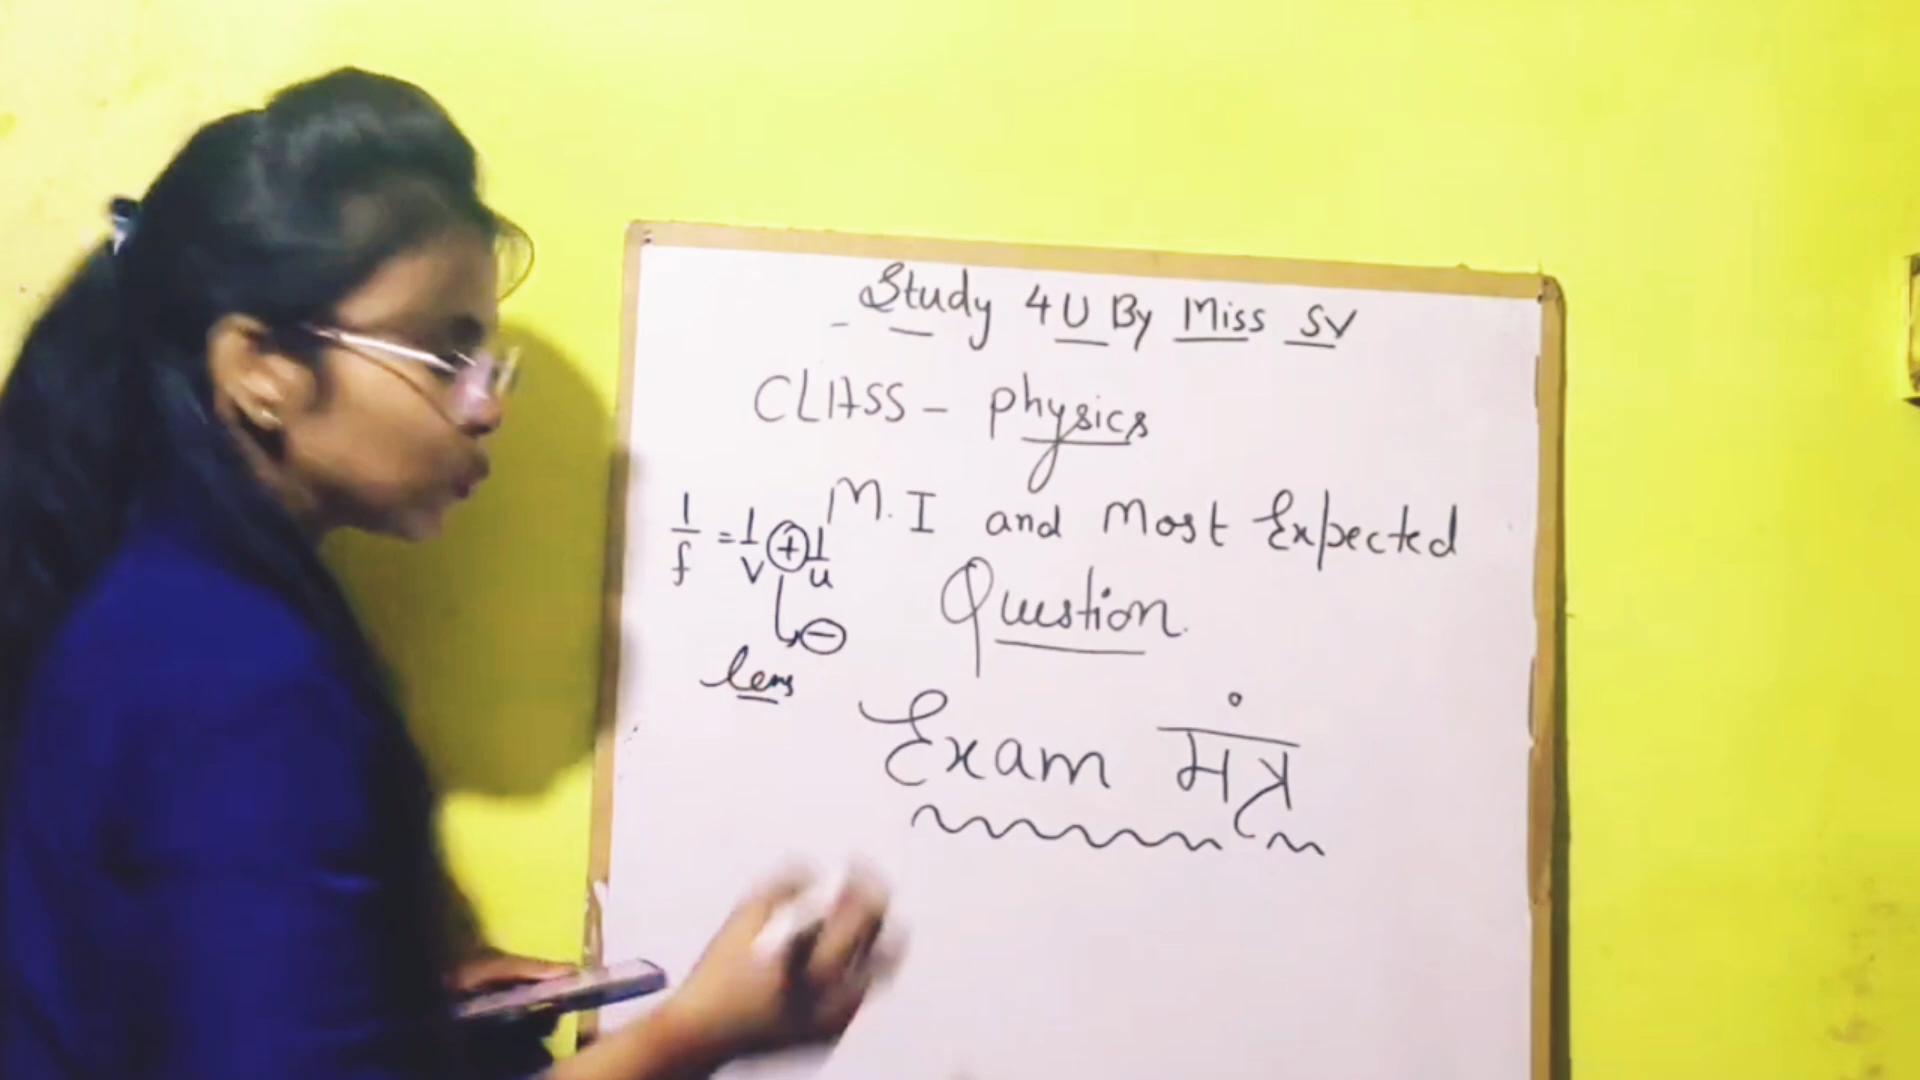 Study 4U By Miss SV
CLASS - physics
M.I and Most Expected
Question
1/f = 1/v ⊕ 1/u
⊖
lens
Exam मंत्र